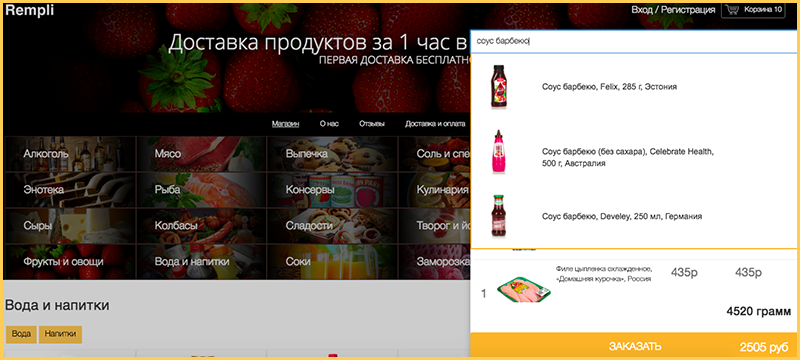 Rempli
Вход / Регистрация
Корзина 10
Доставка продуктов за 1 час в
ПЕРВАЯ ДОСТАВКА БЕСПЛАТНО
соус барбекю
Соус барбекю, Felix, 285 г, Эстония
Соус барбекю (без сахара), Celebrate Health,
500 г, Австралия
Соус барбекю, Develey, 250 мл, Германия
Магазин О нас Отзывы Доставка и оплата
Алкоголь Мясо Выпечка Соль и спе
Энотека Рыба Консервы Кулинария
Сыры Колбасы Сладости Творог и йо
Фрукты и овощи Вода и напитки Соки Заморозка
1
Филе цыпленка охлажденное,
«Домашняя курочка», Россия
435р 435р
4520 грамм
Вода и напитки
Вода Напитки
ЗАКАЗАТЬ 2505 руб